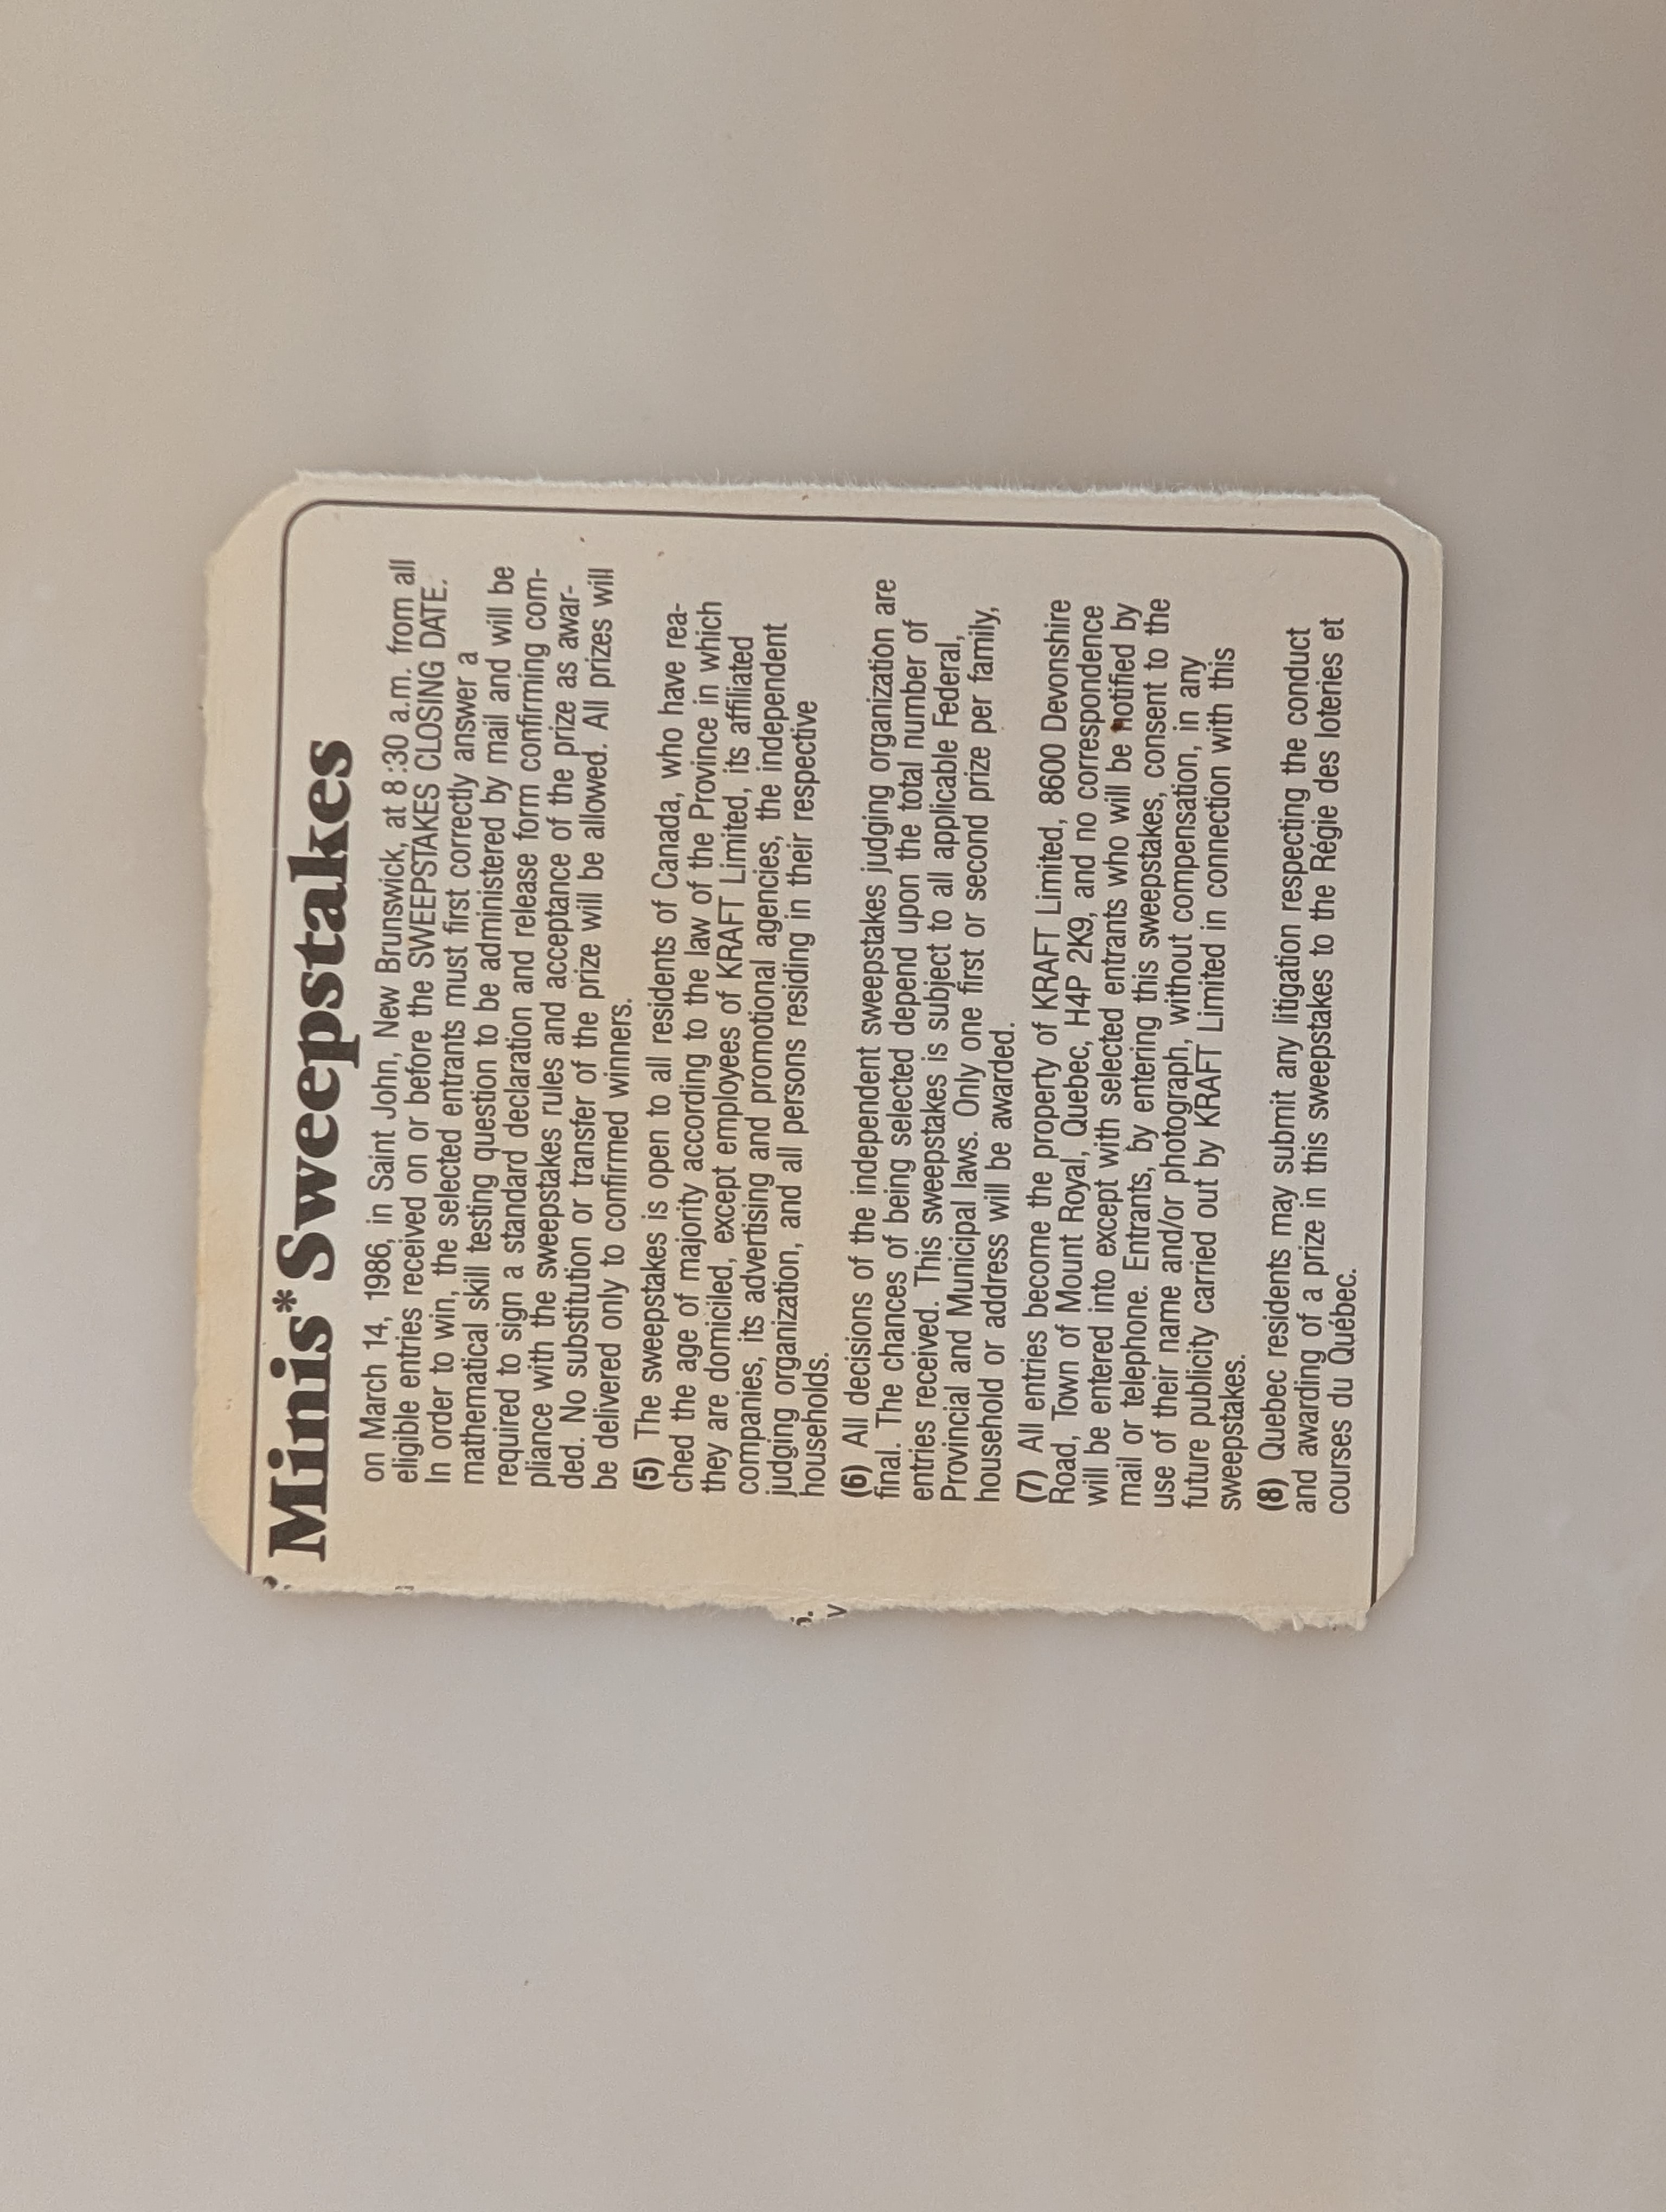 Minis* Sweepstakes
on March 14, 1986, in Saint John, New Brunswick, at 8:30 a.m. from all
eligible entries received on or before the SWEEPSTAKES CLOSING DATE.
In order to win, the selected entrants must first correctly answer a
mathematical skill testing question to be administered by mail and will be
required to sign a standard declaration and release form confirming com-
pliance with the sweepstakes rules and acceptance of the prize as awar-
ded. No substitution or transfer of the prize will be allowed. All prizes will
be delivered only to confirmed winners.
(5) The sweepstakes is open to all residents of Canada, who have rea-
ched the age of majority according to the law of the Province in which
they are domiciled, except employees of KRAFT Limited, its affiliated
companies, its advertising and promotional agencies, the independent
judging organization, and all persons residing in their respective
households.
(6) All decisions of the independent sweepstakes judging organization are
final. The chances of being selected depend upon the total number of
entries received. This sweepstakes is subject to all applicable Federal,
Provincial and Municipal laws. Only one first or second prize per family,
household or address will be awarded.
(7) All entries become the property of KRAFT Limited, 8600 Devonshire
Road, Town of Mount Royal, Quebec, H4P 2K9, and no correspondence
will be entered into except with selected entrants who will be notified by
mail or telephone. Entrants, by entering this sweepstakes, consent to the
use of their name and/or photograph, without compensation, in any
future publicity carried out by KRAFT Limited in connection with this
sweepstakes.
(8) Quebec residents may submit any litigation respecting the conduct
and awarding of a prize in this sweepstakes to the Régie des loteries et
courses du Québec.